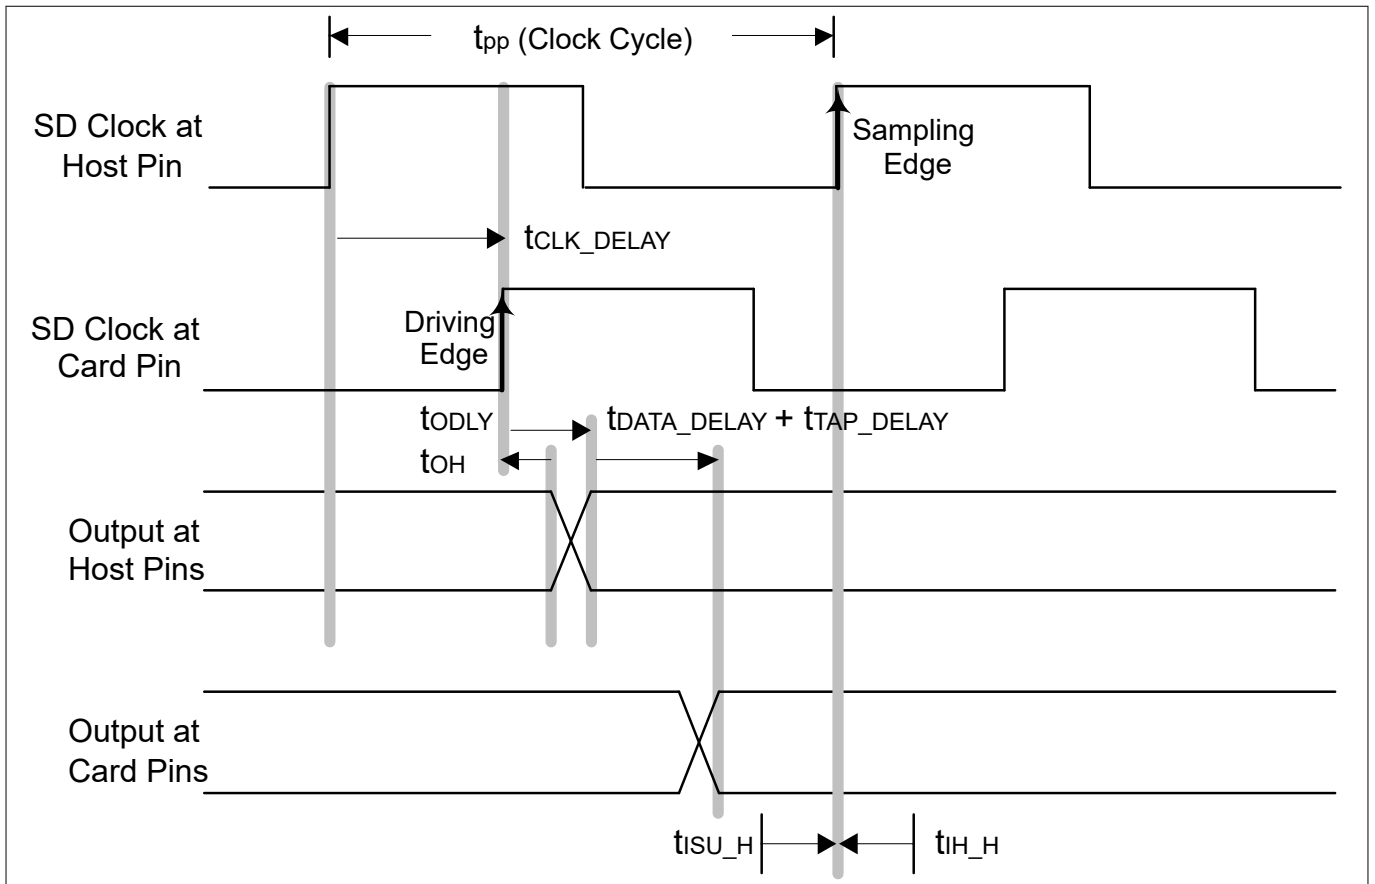 tpp (Clock Cycle)
SD Clock at
Host Pin
Sampling
Edge
tCLK_DELAY
SD Clock at
Card Pin
Driving
Edge
tODLY
tDATA_DELAY + tTAP_DELAY
tOH
Output at
Host Pins
Output at
Card Pins
tISU_H
tIH_H